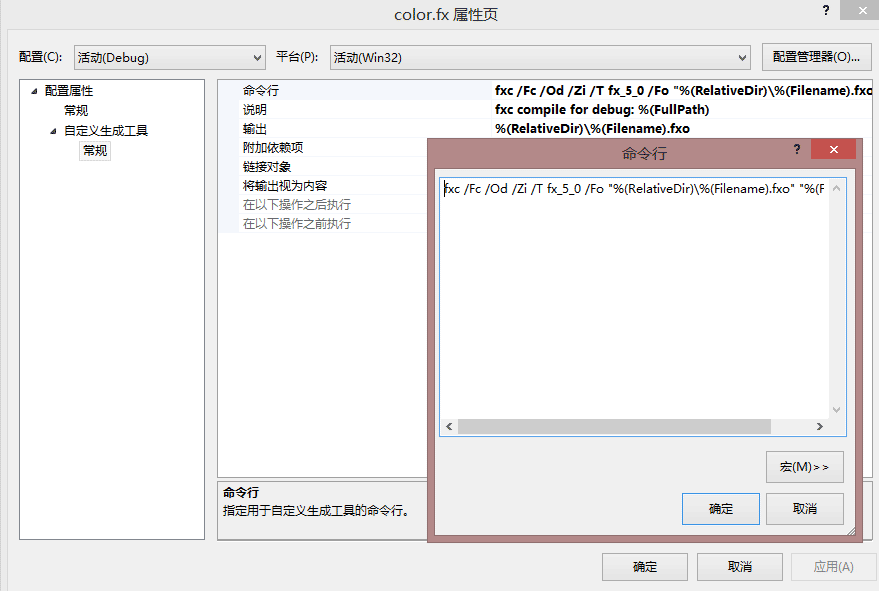 color.fx 属性页
?
配置(C):
活动(Debug)
平台(P):
活动(Win32)
配置管理器(O)...
配置属性
常规
自定义生成工具
常规
命令行
fxc /Fc /Od /Zi /T fx_5_0 /Fo "%(RelativeDir)\%(Filename).fxo
说明
fxc compile for debug: %(FullPath)
输出
%(RelativeDir)\%(Filename).fxo
附加依赖项
链接对象
将输出视为内容
在以下操作之后执行
在以下操作之前执行
命令行
指定用于自定义生成工具的命令行。
命令行
?
fxc /Fc /Od /Zi /T fx_5_0 /Fo "%(RelativeDir)\%(Filename).fxo" "%(F
宏(M)>>
确定
取消
确定
取消
应用(A)